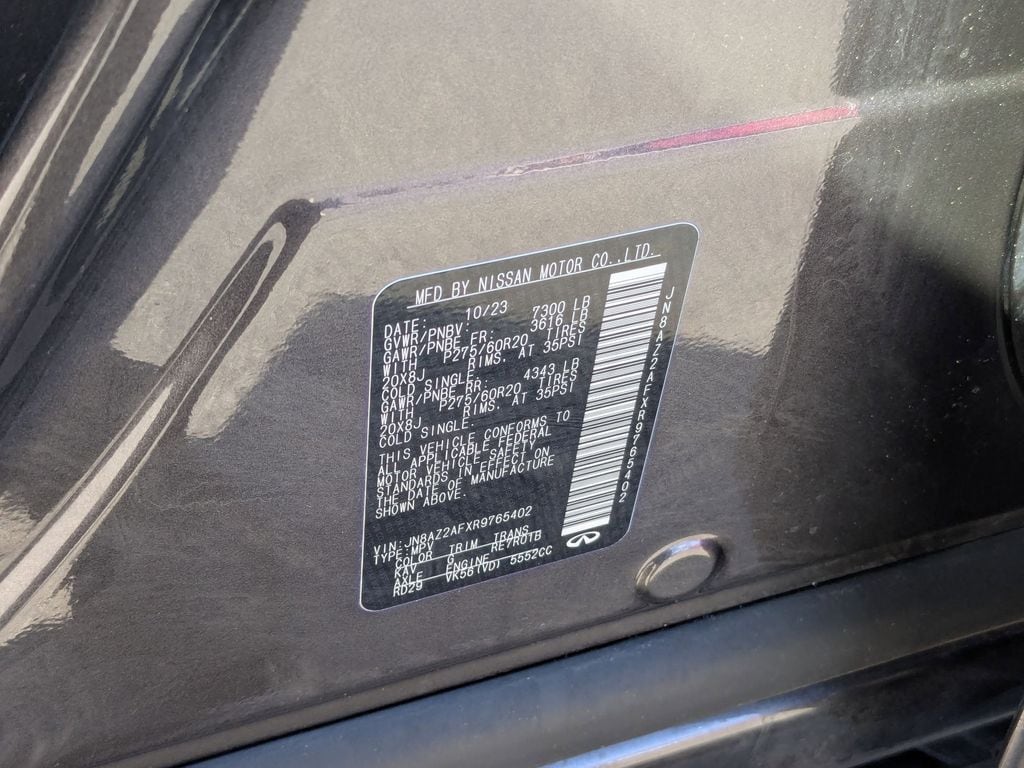 MFD BY NISSAN MOTOR CO.,LTD.
DATE: 10/23
GVWR/PNBV: 7300 LB
GAWR/PNBE FR: 3616 LB
WITH P275/60R20 TIRES
20X8J RIMS. AT 35PSI
COLD SINGLE.
GAWR/PNBE RR: 4343 LB
WITH P275/60R20 TIRES
20X8J RIMS. AT 35PSI
COLD SINGLE.
THIS VEHICLE CONFORMS TO
ALL APPLICABLE FEDERAL
MOTOR VEHICLE SAFETY
STANDARDS IN EFFECT ON
THE DATE OF MANUFACTURE
SHOWN ABOVE.
VIN:JN8AZ2AFXR9765402
TYPE:MPV
COLOR TRIM TRANS
KAV G RE7R01B
AXLE ENGINE
RD29 VK56(VD) 5552CC
JN8AZ2AFXR9765402